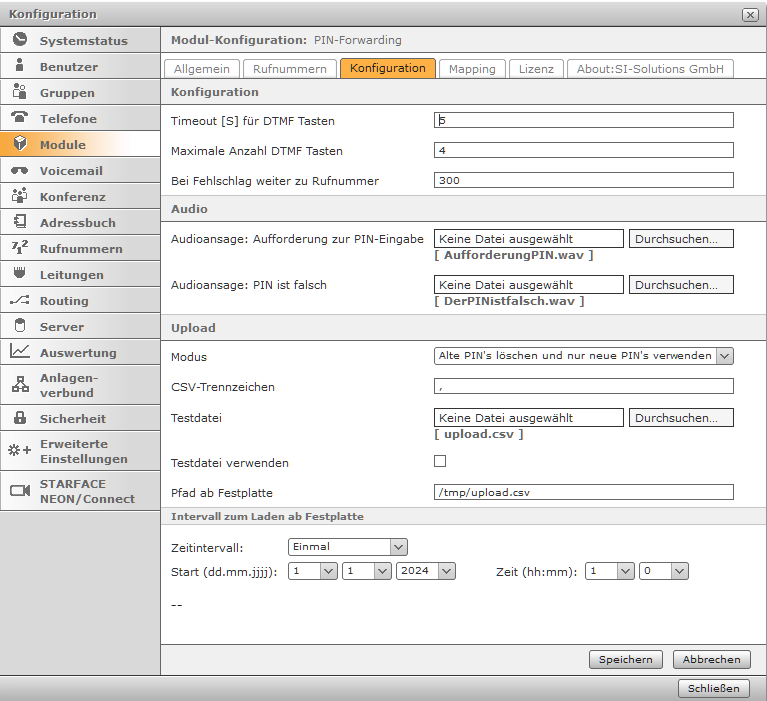 Konfiguration
Systemstatus
Benutzer
Gruppen
Telefone
Module
Voicemail
Konferenz
Adressbuch
Rufnummern
Leitungen
Routing
Server
Auswertung
Anlagen-
verbund
Sicherheit
Erweiterte
Einstellungen
STARFACE
NEON/Connect
Modul-Konfiguration: PIN-Forwarding
Allgemein Rufnummern Konfiguration Mapping Lizenz About:SI-Solutions GmbH
Konfiguration
Timeout [S] für DTMF Tasten 5
Maximale Anzahl DTMF Tasten 4
Bei Fehlschlag weiter zu Rufnummer 300
Audio
Audioansage: Aufforderung zur PIN-Eingabe Keine Datei ausgewählt Durchsuchen...
[ AufforderungPIN.wav ]
Audioansage: PIN ist falsch Keine Datei ausgewählt Durchsuchen...
[ DerPINistfalsch.wav ]
Upload
Modus Alte PIN's löschen und nur neue PIN's verwenden
CSV-Trennzeichen ,
Testdatei Keine Datei ausgewählt Durchsuchen...
[ upload.csv ]
Testdatei verwenden
Pfad ab Festplatte /tmp/upload.csv
Intervall zum Laden ab Festplatte
Zeitintervall: Einmal
Start (dd.mm.jjjj): 1 1 2024 Zeit (hh:mm): 1 0
--
Speichern Abbrechen
Schließen